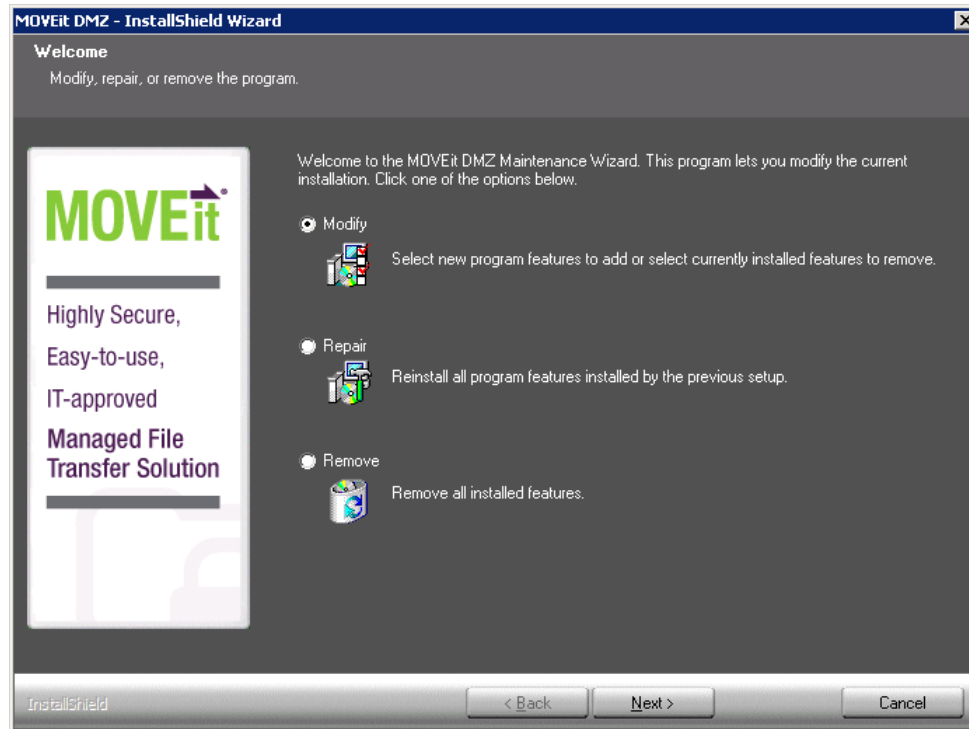 MOVEit DMZ - InstallShield Wizard
Welcome
Modify, repair, or remove the program.
MOVEit®
Highly Secure,
Easy-to-use,
IT-approved
Managed File
Transfer Solution
Welcome to the MOVEit DMZ Maintenance Wizard. This program lets you modify the current
installation. Click one of the options below.
Modify
Select new program features to add or select currently installed features to remove.
Repair
Reinstall all program features installed by the previous setup.
Remove
Remove all installed features.
InstallShield
< Back
Next >
Cancel